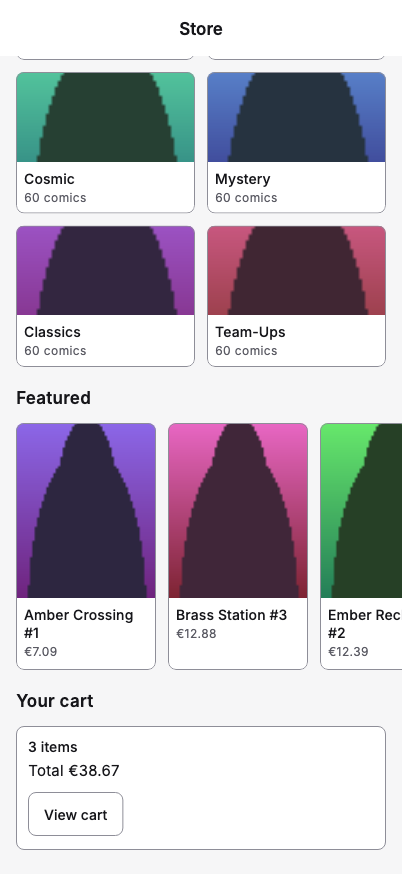 Store
Cosmic
60 comics
Mystery
60 comics
Classics
60 comics
Team-Ups
60 comics
Featured
Amber Crossing
#1
€7.09
Brass Station #3
€12.88
Ember
#2
€12.39
Your cart
3 items
Total €38.67
View cart